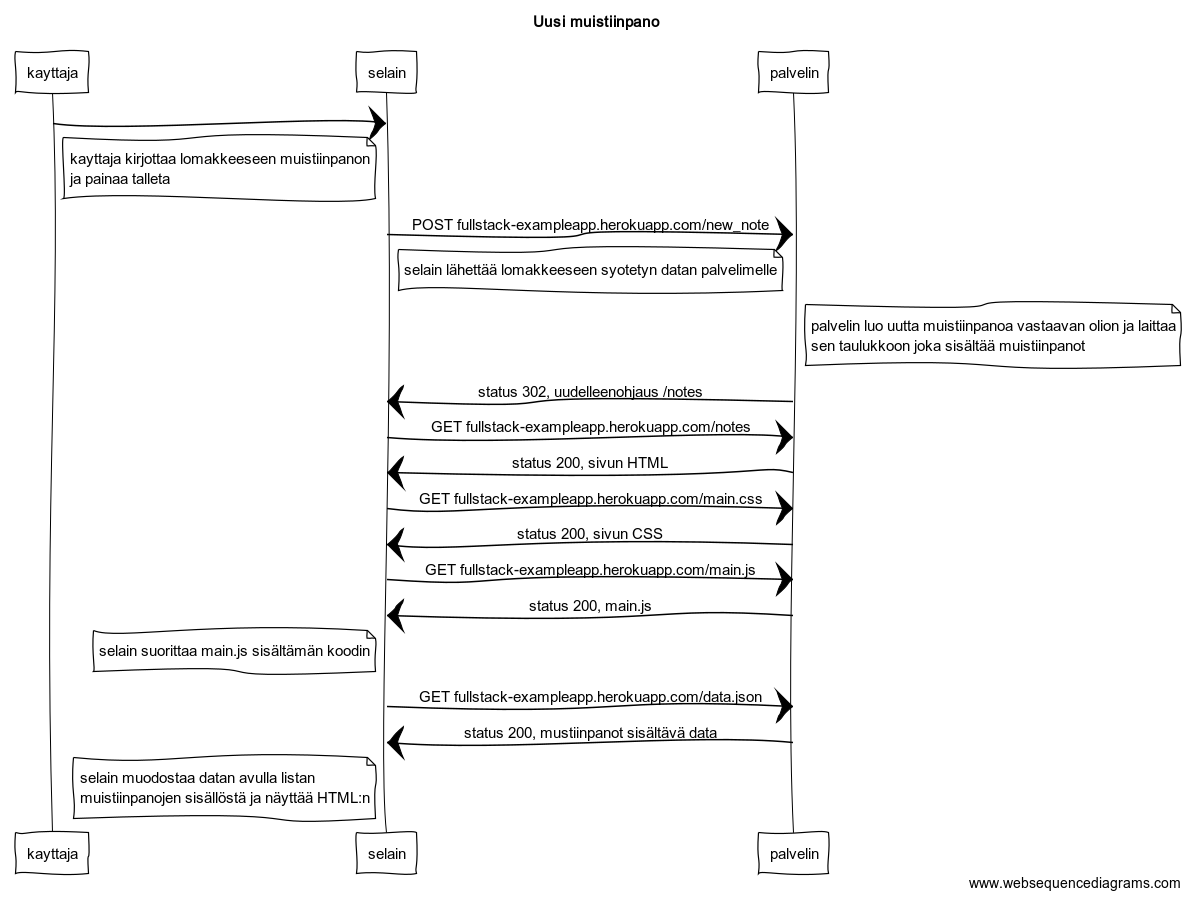 Uusi muistiinpano
kayttaja
selain
palvelin
kayttaja kirjottaa lomakkeeseen muistiinpanon
ja painaa talleta
POST fullstack-exampleapp.herokuapp.com/new_note
selain lähettää lomakkeeseen syotetyn datan palvelimelle
palvelin luo uutta muistiinpanoa vastaavan olion ja laittaa
sen taulukkoon joka sisältää muistiinpanot
status 302, uudelleenohjaus /notes
GET fullstack-exampleapp.herokuapp.com/notes
status 200, sivun HTML
GET fullstack-exampleapp.herokuapp.com/main.css
status 200, sivun CSS
GET fullstack-exampleapp.herokuapp.com/main.js
status 200, main.js
selain suorittaa main.js sisältämän koodin
GET fullstack-exampleapp.herokuapp.com/data.json
status 200, mustiinpanot sisältävä data
selain muodostaa datan avulla listan
muistiinpanojen sisällöstä ja näyttää HTML:n
kayttaja
selain
palvelin
www.websequencediagrams.com